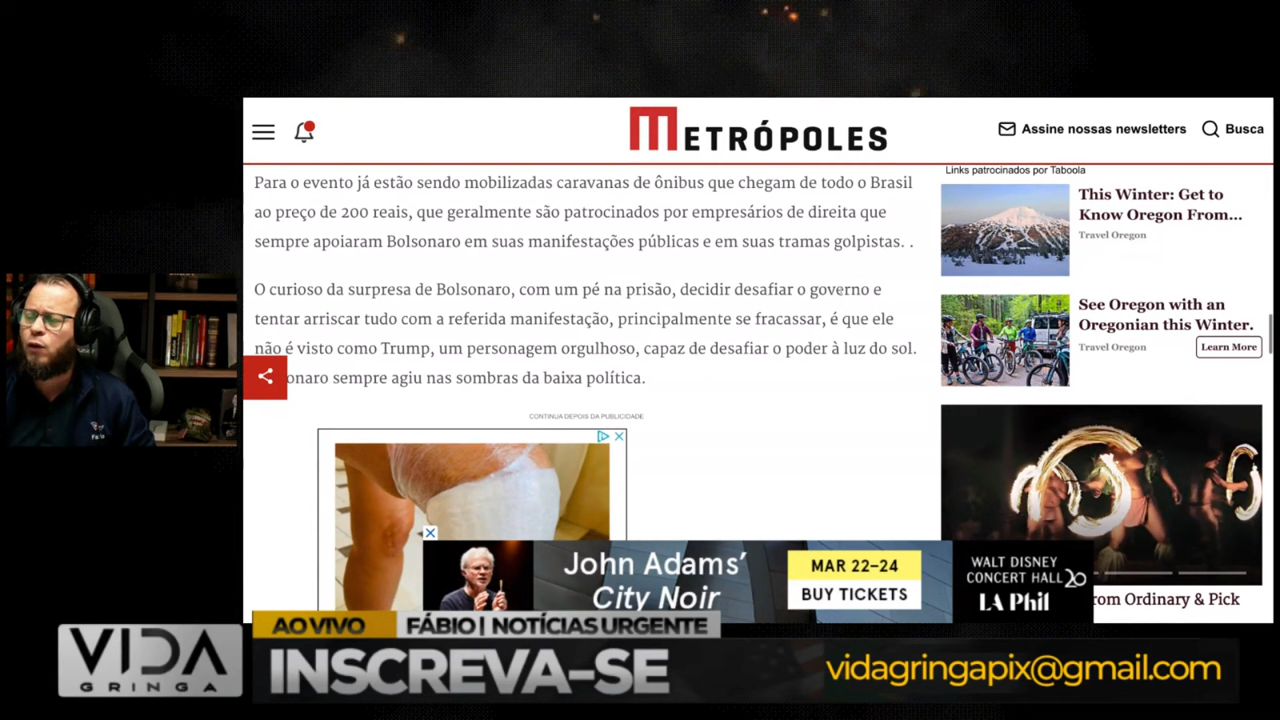 METRÓPOLES
Assine nossas newsletters
Busca
Para o evento já estão sendo mobilizadas caravanas de ônibus que chegam de todo o Brasil
ao preço de 200 reais, que geralmente são patrocinados por empresários de direita que
sempre apoiaram Bolsonaro em suas manifestações públicas e em suas tramas golpistas. .
O curioso da surpresa de Bolsonaro, com um pé na prisão, decidir desafiar o governo e
tentar arriscar tudo com a referida manifestação, principalmente se fracassar, é que ele
não é visto como Trump, um personagem orgulhoso, capaz de desafiar o poder à luz do sol.
onaro sempre agiu nas sombras da baixa política.
CONTINUA DEPOIS DA PUBLICIDADE
Links patrocinados por Taboola
This Winter: Get to
Know Oregon From...
Travel Oregon
See Oregon with an
Oregonian this Winter.
Travel Oregon
Learn More
rom Ordinary & Pick
John Adams’
City Noir
MAR 22–24
BUY TICKETS
WALT DISNEY
CONCERT HALL 20
LA Phil
AO VIVO
FÁBIO | NOTÍCIAS URGENTE
VIDA
GRINGA
INSCREVA-SE
vidagringapix@gmail.com